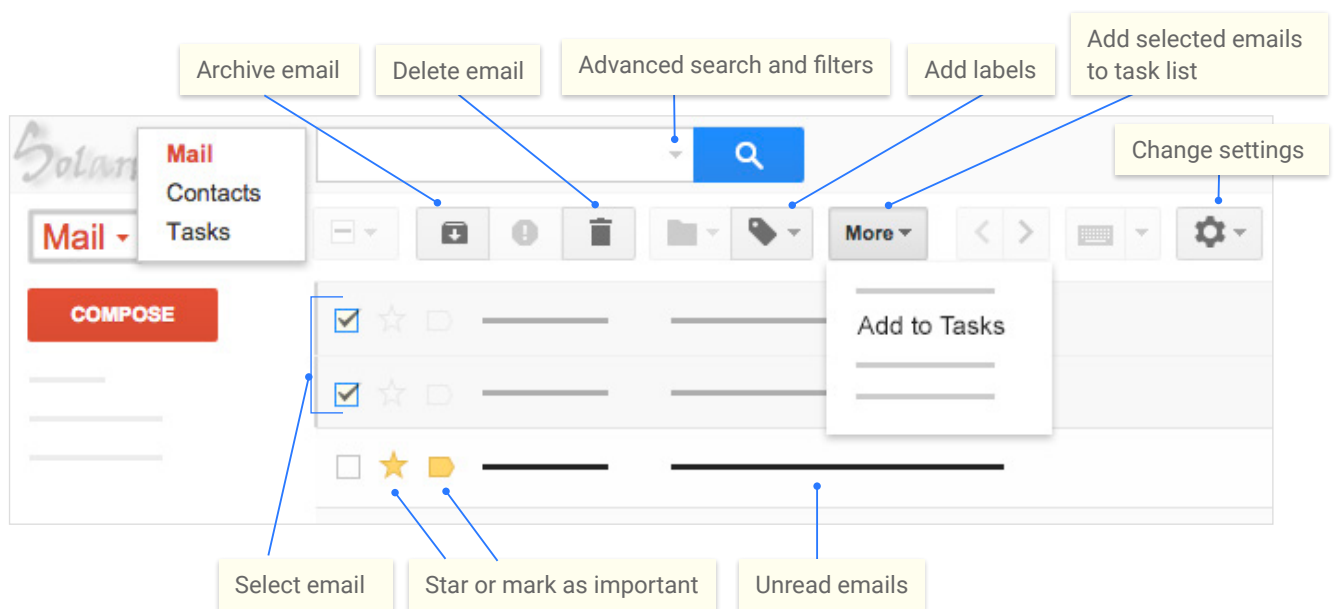 Add selected emails
to task list
Archive email
Delete email
Advanced search and filters
Add labels
Change settings
Mail
Contacts
Tasks
Mail
More
COMPOSE
Add to Tasks
Select email
Star or mark as important
Unread emails